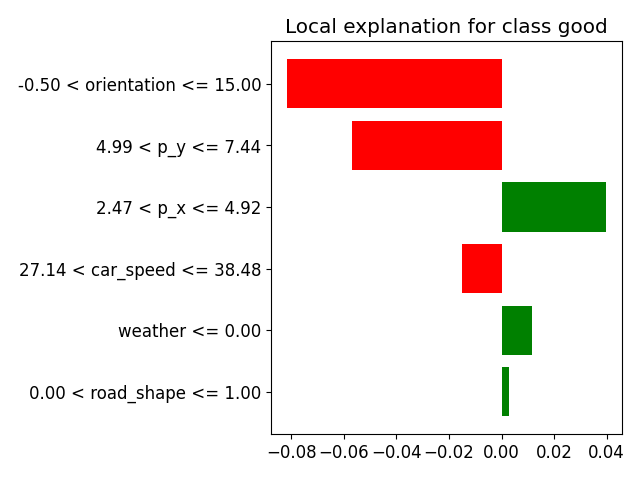 Local explanation for class good
-0.50 < orientation <= 15.00
4.99 < p_y <= 7.44
2.47 < p_x <= 4.92
27.14 < car_speed <= 38.48
weather <= 0.00
0.00 < road_shape <= 1.00
−0.08 −0.06 −0.04 −0.02 0.00 0.02 0.04